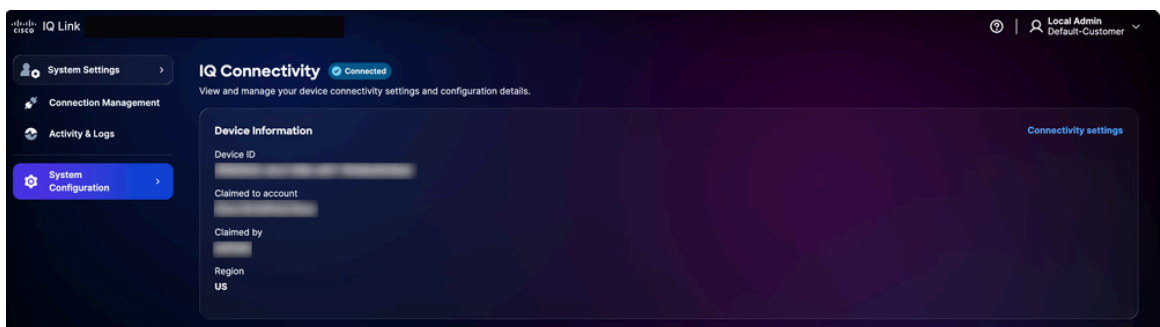 cisco IQ Link
Local Admin
Default-Customer
System Settings
Connection Management
Activity & Logs
System
Configuration
IQ Connectivity Connected
View and manage your device connectivity settings and configuration details.
Device Information Connectivity settings
Device ID
Claimed to account
Claimed by
Region
US